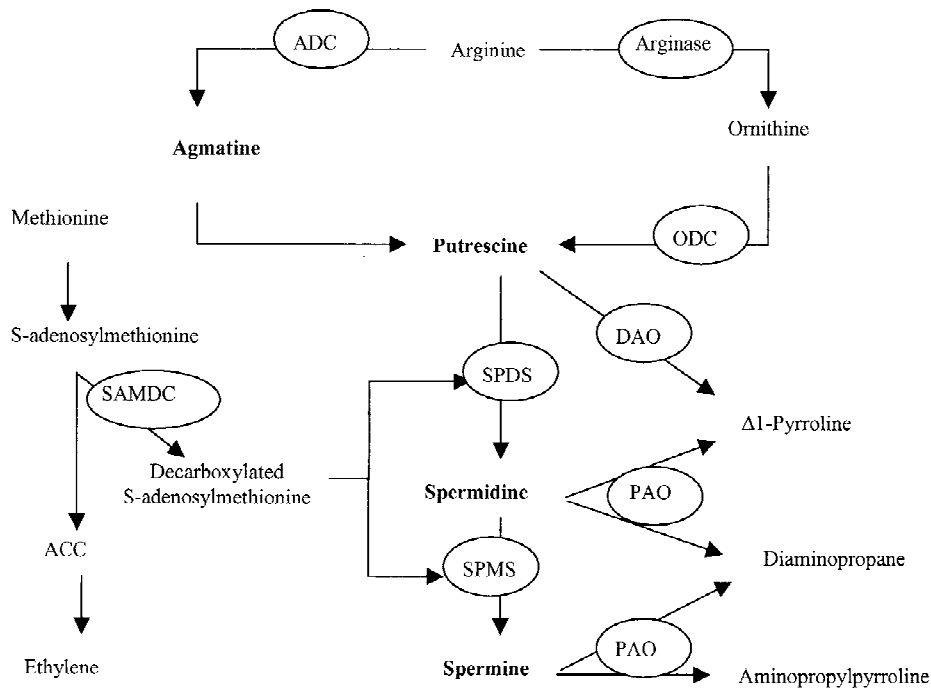 ADC
Arginine
Arginase
Ornithine
Agmatine
Methionine
Putrescine
ODC
S-adenosylmethionine
DAO
SPDS
SAMDC
Δ1-Pyrroline
Decarboxylated
S-adenosylmethionine
Spermidine
PAO
ACC
SPMS
Diaminopropane
Ethylene
Spermine
PAO
Aminopropylpyrroline